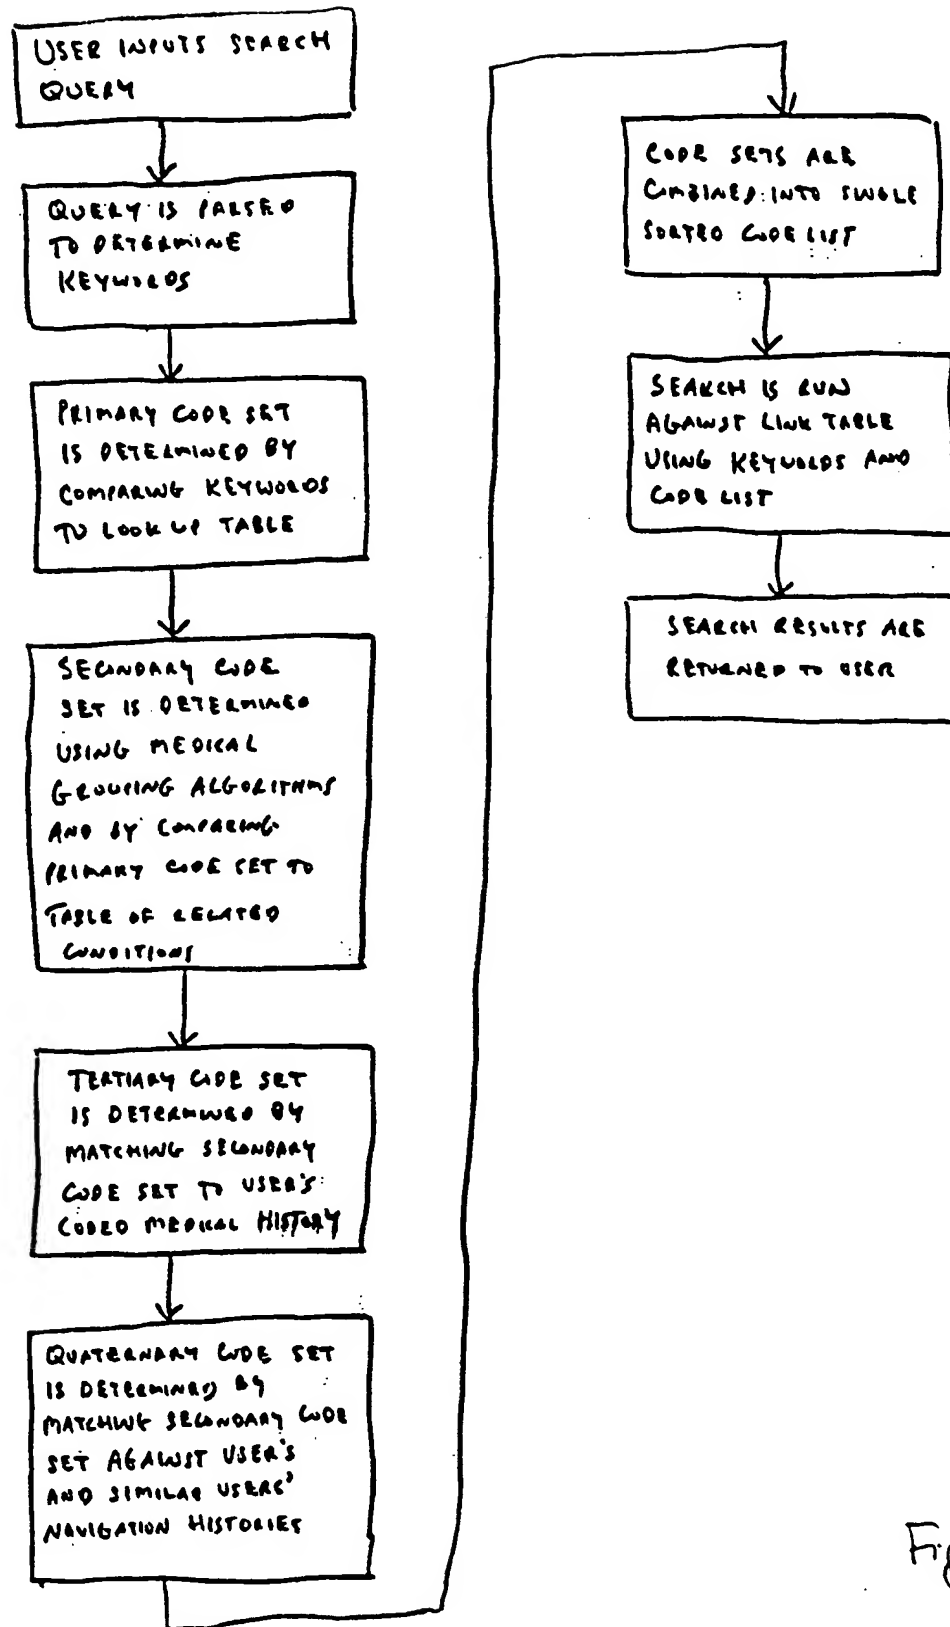 USER INPUTS SEARCH
QUERY
QUERY IS PARSED
TO DETERMINE
KEYWORDS
PRIMARY CODE SET
IS DETERMINED BY
COMPARING KEYWORDS
TO LOOK UP TABLE
SECONDARY CODE
SET IS DETERMINED
USING MEDICAL
GROUPING ALGORITHMS
AND BY COMPARING
PRIMARY CODE SET TO
TABLE OF RELATED
CONDITIONS
TERTIARY CODE SET
IS DETERMINED BY
MATCHING SECONDARY
CODE SET TO USER'S
CODED MEDICAL HISTORY
QUATERNARY CODE SET
IS DETERMINED BY
MATCHING SECONDARY CODE
SET AGAINST USER'S
AND SIMILAR USERS'
NAVIGATION HISTORIES
CODE SETS ARE
COMBINED INTO SINGLE
SORTED CODE LIST
SEARCH IS RUN
AGAINST LINK TABLE
USING KEYWORDS AND
CODE LIST
SEARCH RESULTS ARE
RETURNED TO USER
Fig